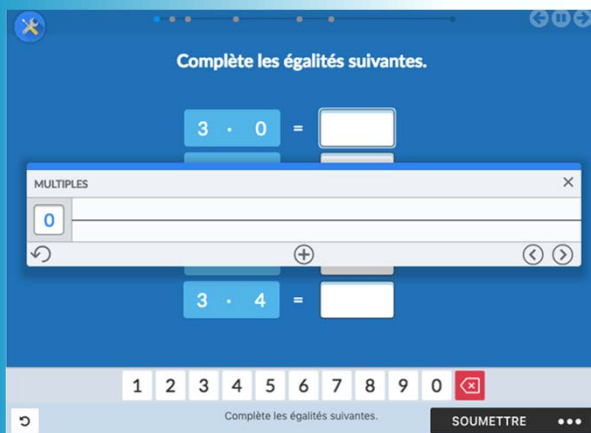 Complète les égalités suivantes.
3 · 0 =
MULTIPLES
0
3 · 4 =
1 2 3 4 5 6 7 8 9 0
Complète les égalités suivantes.
SOUMETTRE